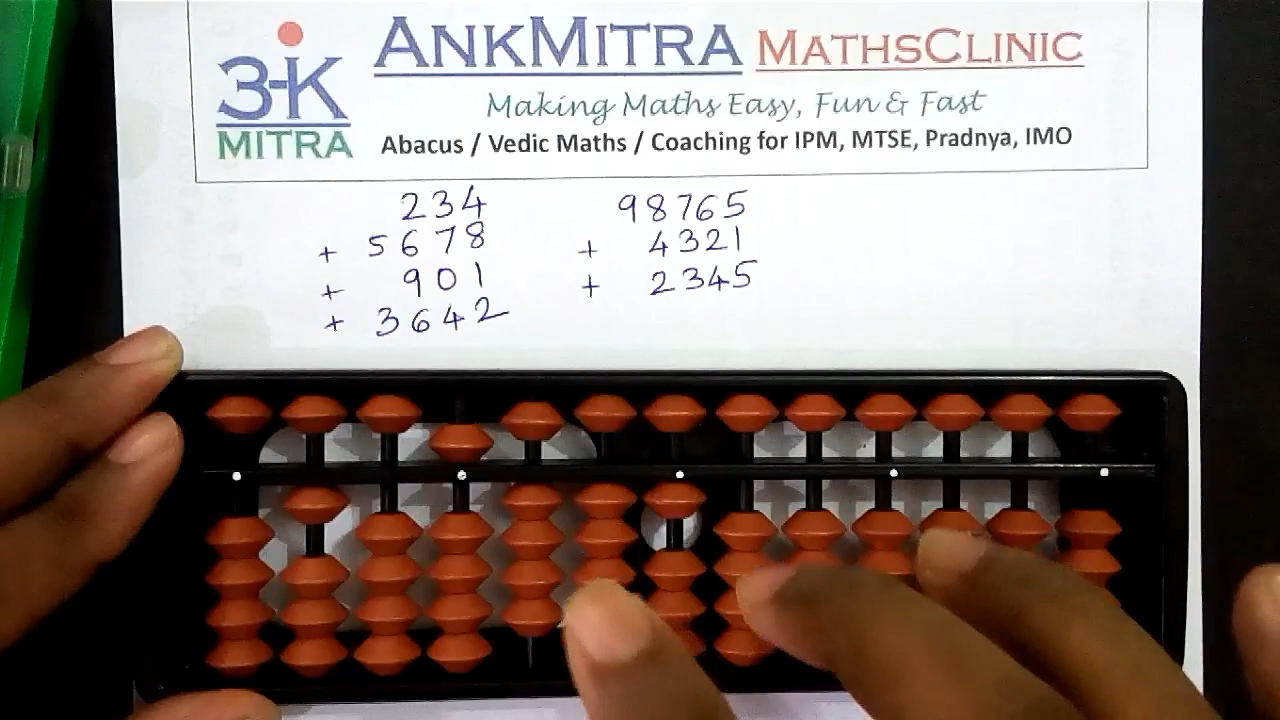 3-K
MITRA
ANKMITRA MATHSCLINIC
Making Maths Easy, Fun & Fast
Abacus / Vedic Maths / Coaching for IPM, MTSE, Pradnya, IMO
234
+ 5678
+ 901
+ 3642
98765
+ 4321
+ 2345